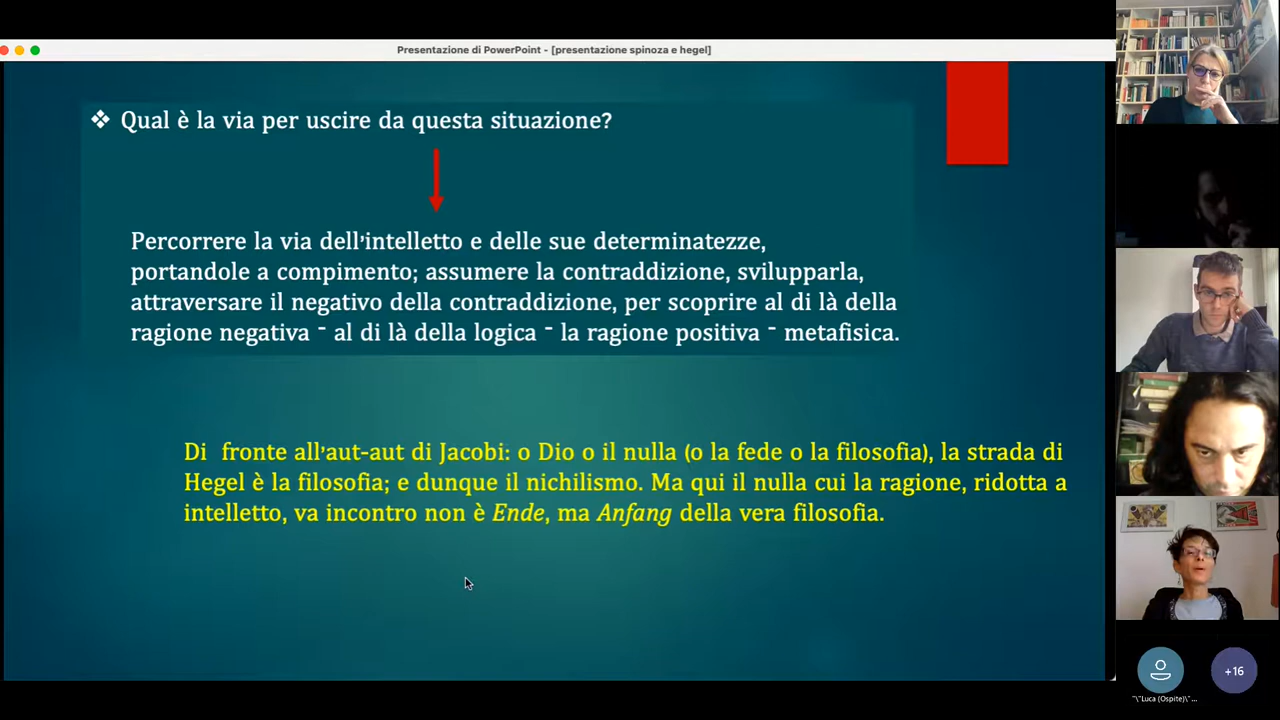 Presentazione di PowerPoint - [presentazione spinoza e hegel]
❖ Qual è la via per uscire da questa situazione?
Percorrere la via dell'intelletto e delle sue determinatezze,
portandole a compimento; assumere la contraddizione, svilupparla,
attraversare il negativo della contraddizione, per scoprire al di là della
ragione negativa - al di là della logica - la ragione positiva - metafisica.
Di fronte all'aut-aut di Jacobi: o Dio o il nulla (o la fede o la filosofia), la strada di
Hegel è la filosofia; e dunque il nichilismo. Ma qui il nulla cui la ragione, ridotta a
intelletto, va incontro non è Ende, ma Anfang della vera filosofia.
+16
"\"Luca (Ospite)\" ...